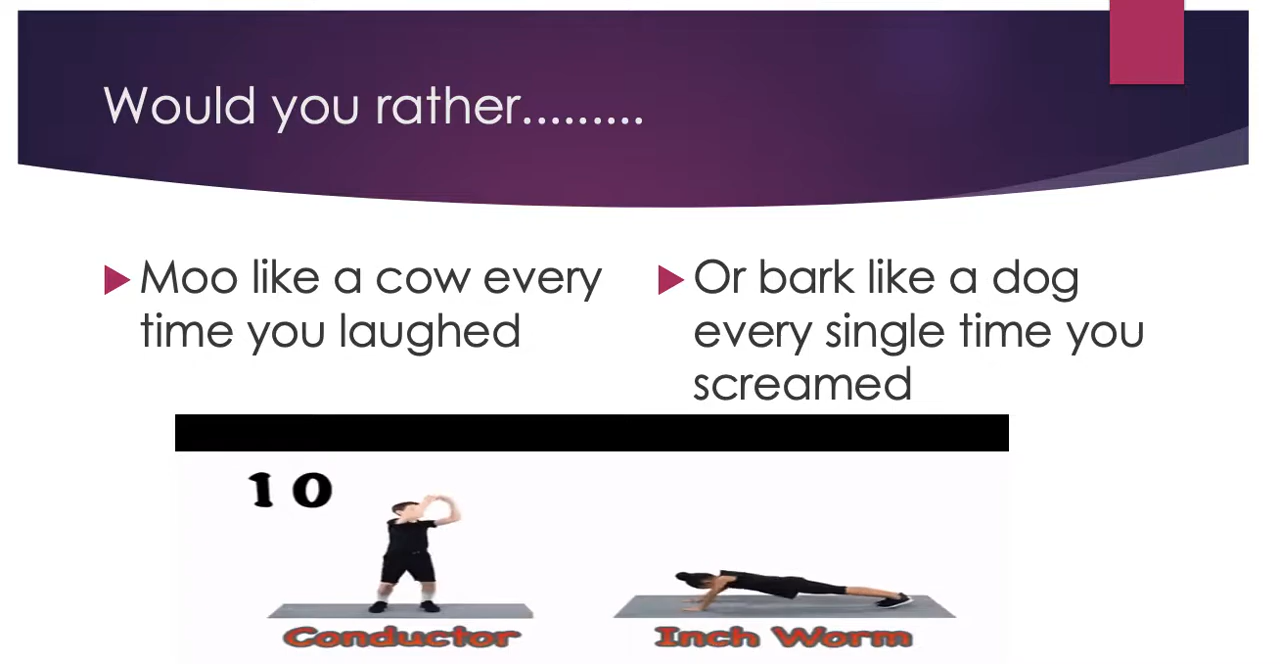 Would you rather.........
Moo like a cow every
time you laughed
Or bark like a dog
every single time you
screamed
10
Conductor
Inch Worm